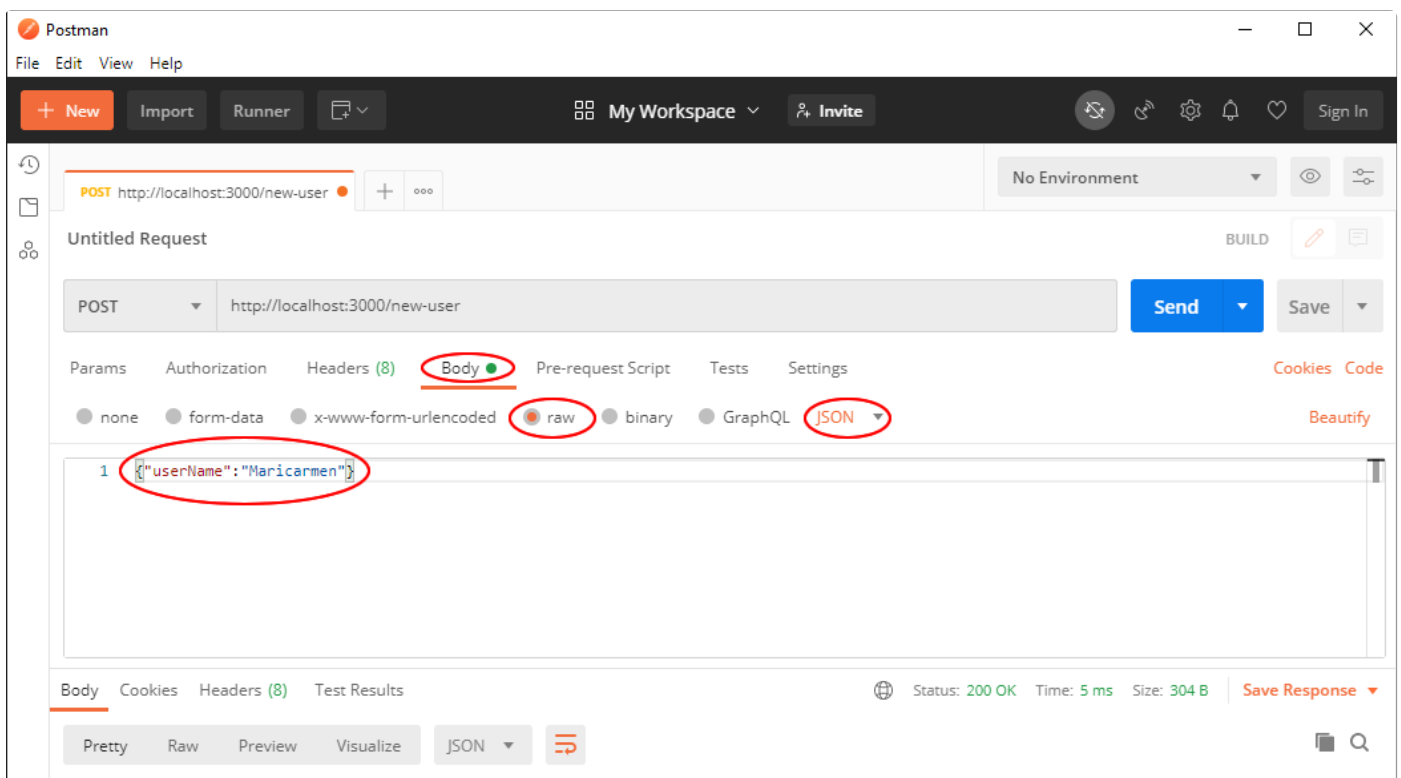 Postman
File Edit View Help
+ New Import Runner My Workspace Invite Sign In
POST http://localhost:3000/new-user No Environment
Untitled Request BUILD
POST http://localhost:3000/new-user Send Save
Params Authorization Headers (8) Body Pre-request Script Tests Settings Cookies Code
none form-data x-www-form-urlencoded raw binary GraphQL JSON Beautify
1 {"userName":"Maricarmen"}
Body Cookies Headers (8) Test Results Status: 200 OK Time: 5 ms Size: 304 B Save Response
Pretty Raw Preview Visualize JSON